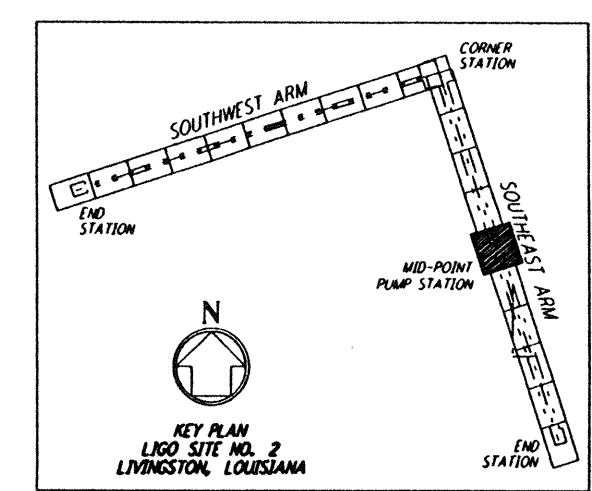 CORNER
STATION
SOUTHWEST ARM
END
STATION
SOUTHEAST ARM
MID-POINT
PUMP STATION
N
KEY PLAN
LIGO SITE NO. 2
LIVINGSTON, LOUISIANA
END
STATION